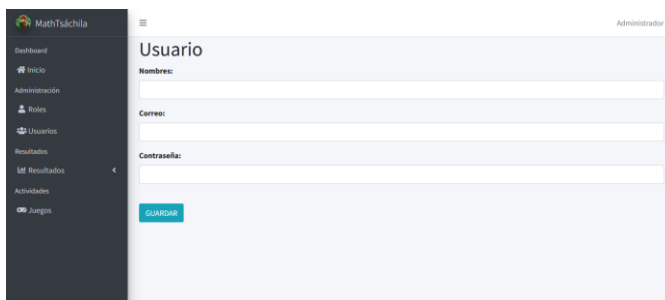 MathTsáchila
Administrador
Dashboard
Inicio
Administración
Roles
Usuarios
Resultados
Resultados
Actividades
Juegos
Usuario
Nombres:
Correo:
Contraseña:
GUARDAR